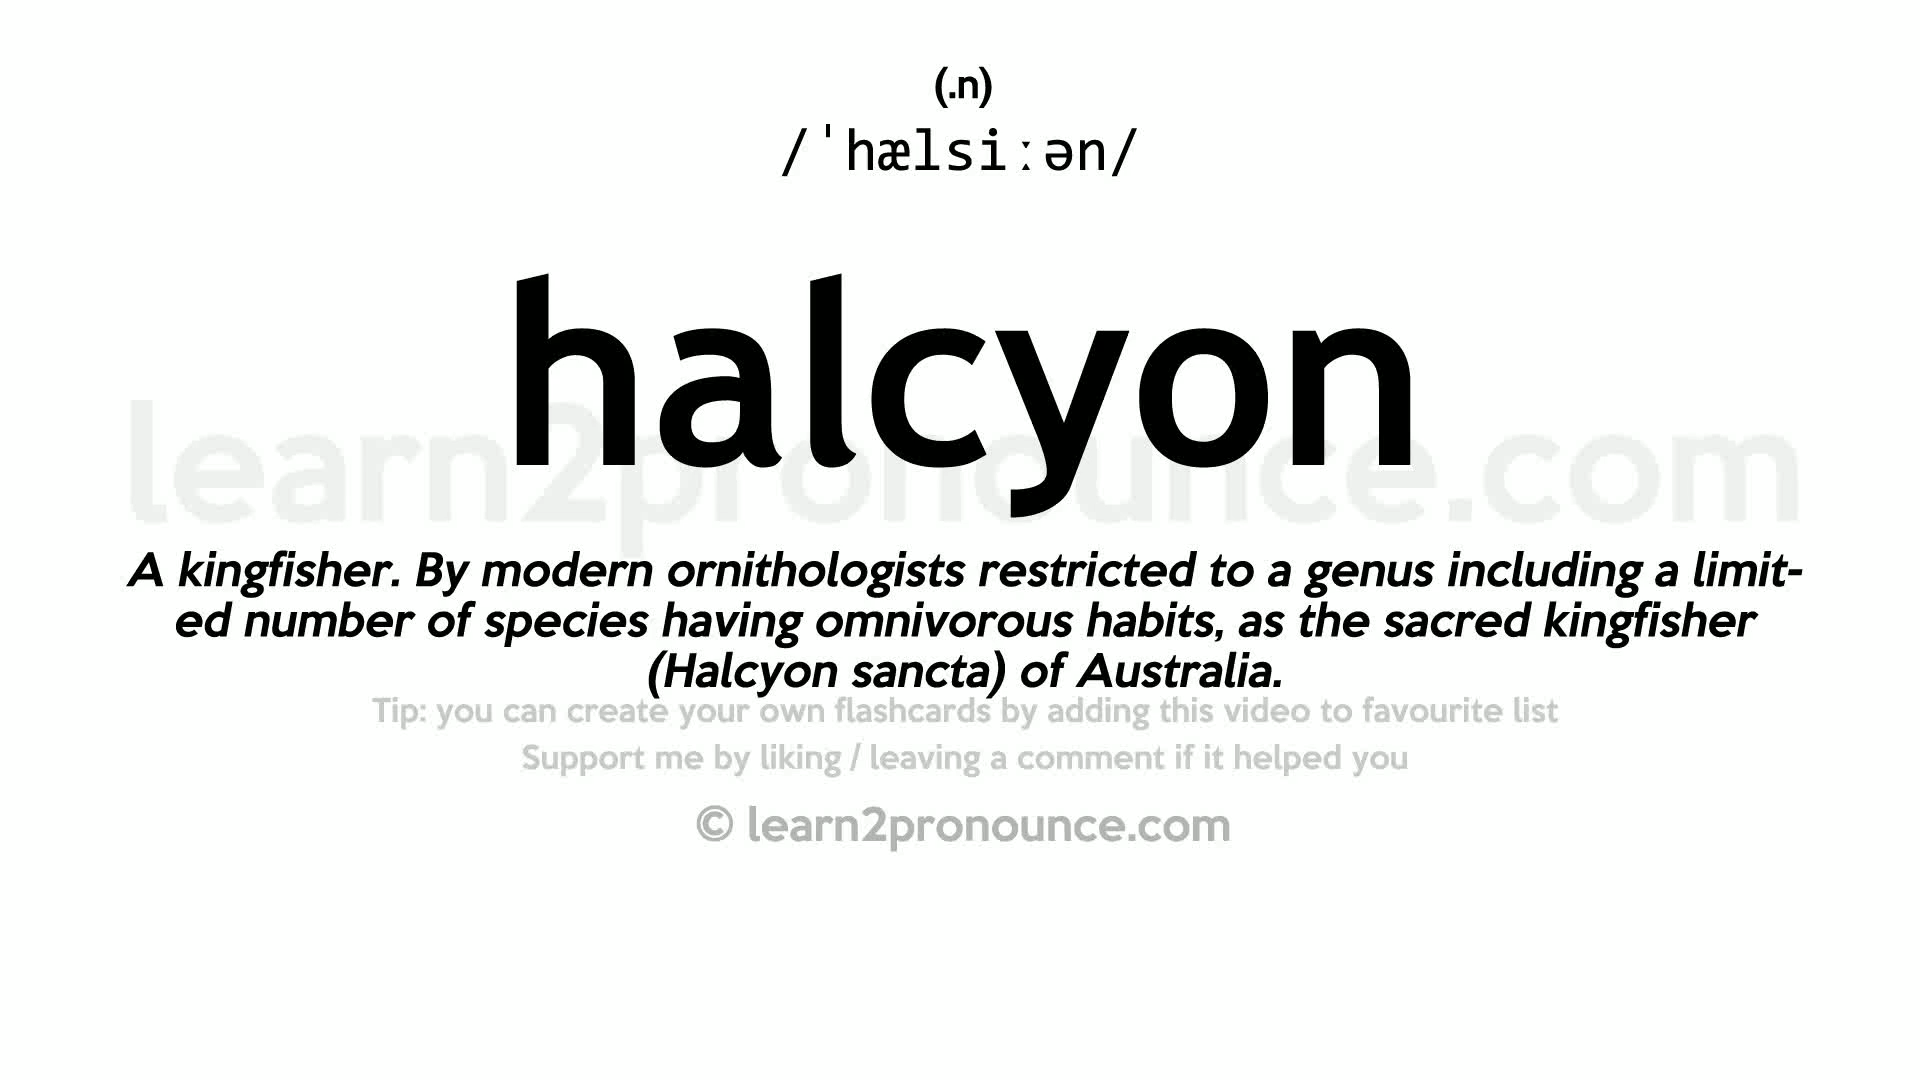 (.n)
/ˈhælsiːən/
halcyon
learn2pronounce.com
A kingfisher. By modern ornithologists restricted to a genus including a limit-
ed number of species having omnivorous habits, as the sacred kingfisher
(Halcyon sancta) of Australia.
Tip: you can create your own flashcards by adding this video to favourite list
Support me by liking / leaving a comment if it helped you
© learn2pronounce.com